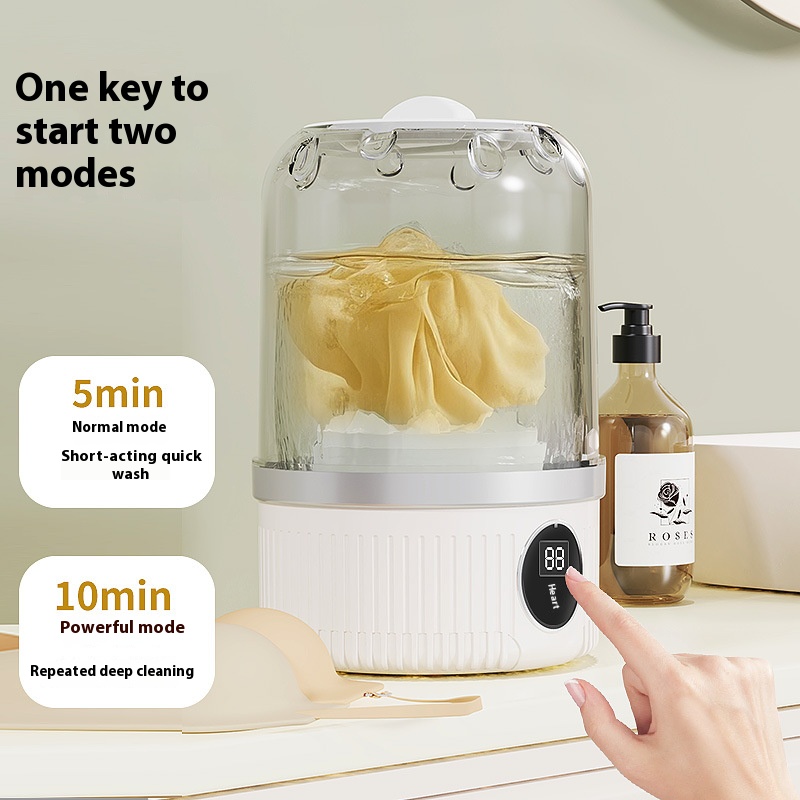 One key to
start two
modes
5min
Normal mode
Short-acting quick
wash
10min
Powerful mode
Repeated deep cleaning
88
Heart
ROSES